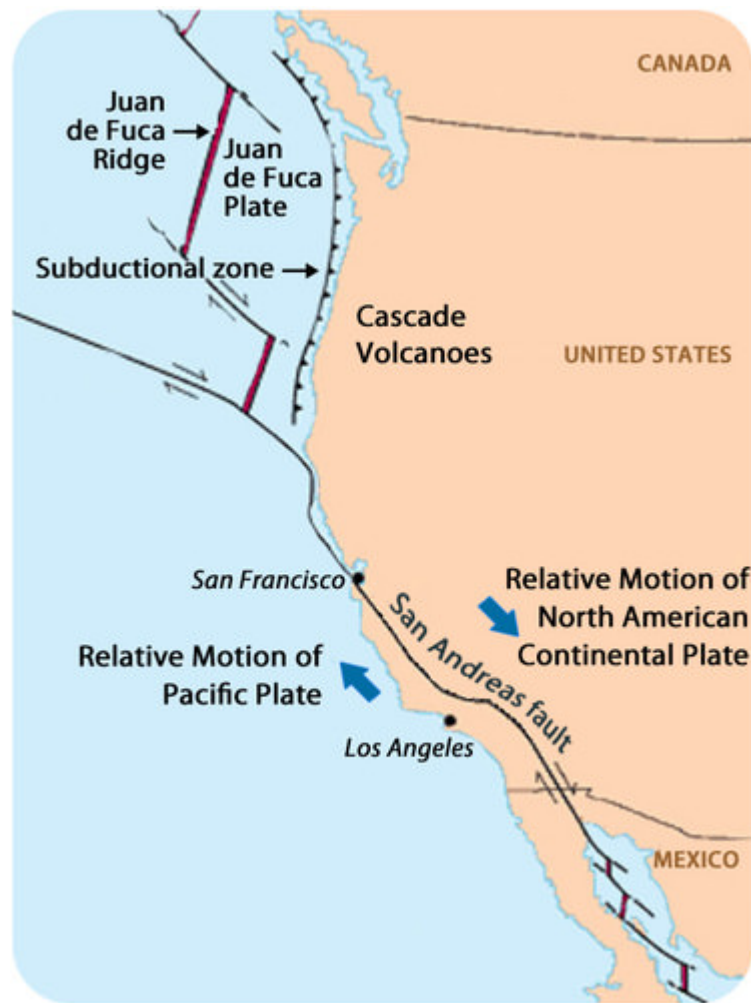 CANADA
Juan
de Fuca
Ridge
Juan
de Fuca
Plate
Subductional zone
Cascade
Volcanoes
UNITED STATES
San Francisco
San Andreas fault
Relative Motion of
North American
Continental Plate
Relative Motion of
Pacific Plate
Los Angeles
MEXICO